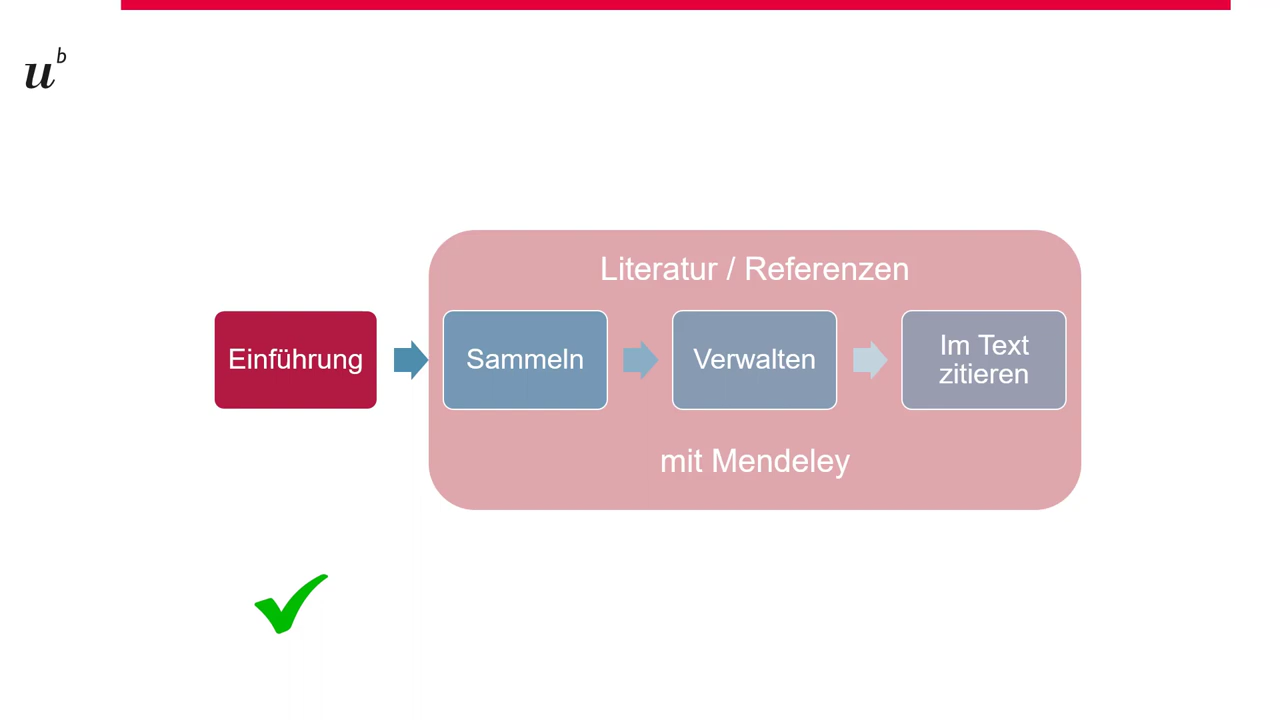 u b
Literatur / Referenzen
Einführung
Sammeln
Verwalten
Im Text
zitieren
mit Mendeley